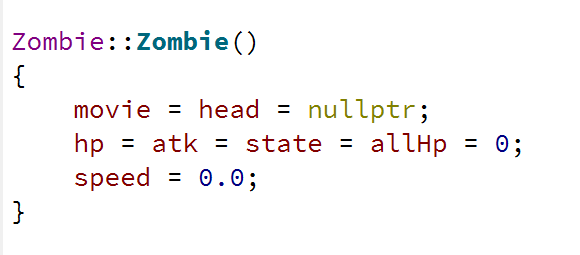 Zombie::Zombie()
{
    movie = head = nullptr;
    hp = atk = state = allHp = 0;
    speed = 0.0;
}